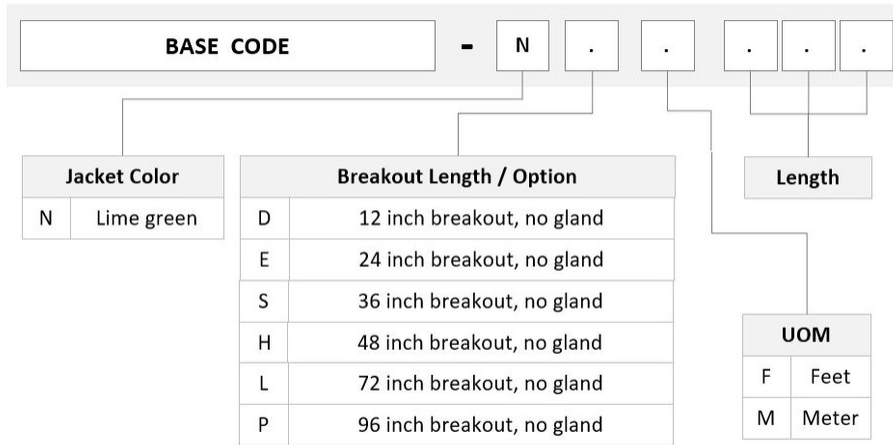 BASE CODE - N . . . . .
Jacket Color
N Lime green
Breakout Length / Option
D 12 inch breakout, no gland
E 24 inch breakout, no gland
S 36 inch breakout, no gland
H 48 inch breakout, no gland
L 72 inch breakout, no gland
P 96 inch breakout, no gland
Length
UOM
F Feet
M Meter